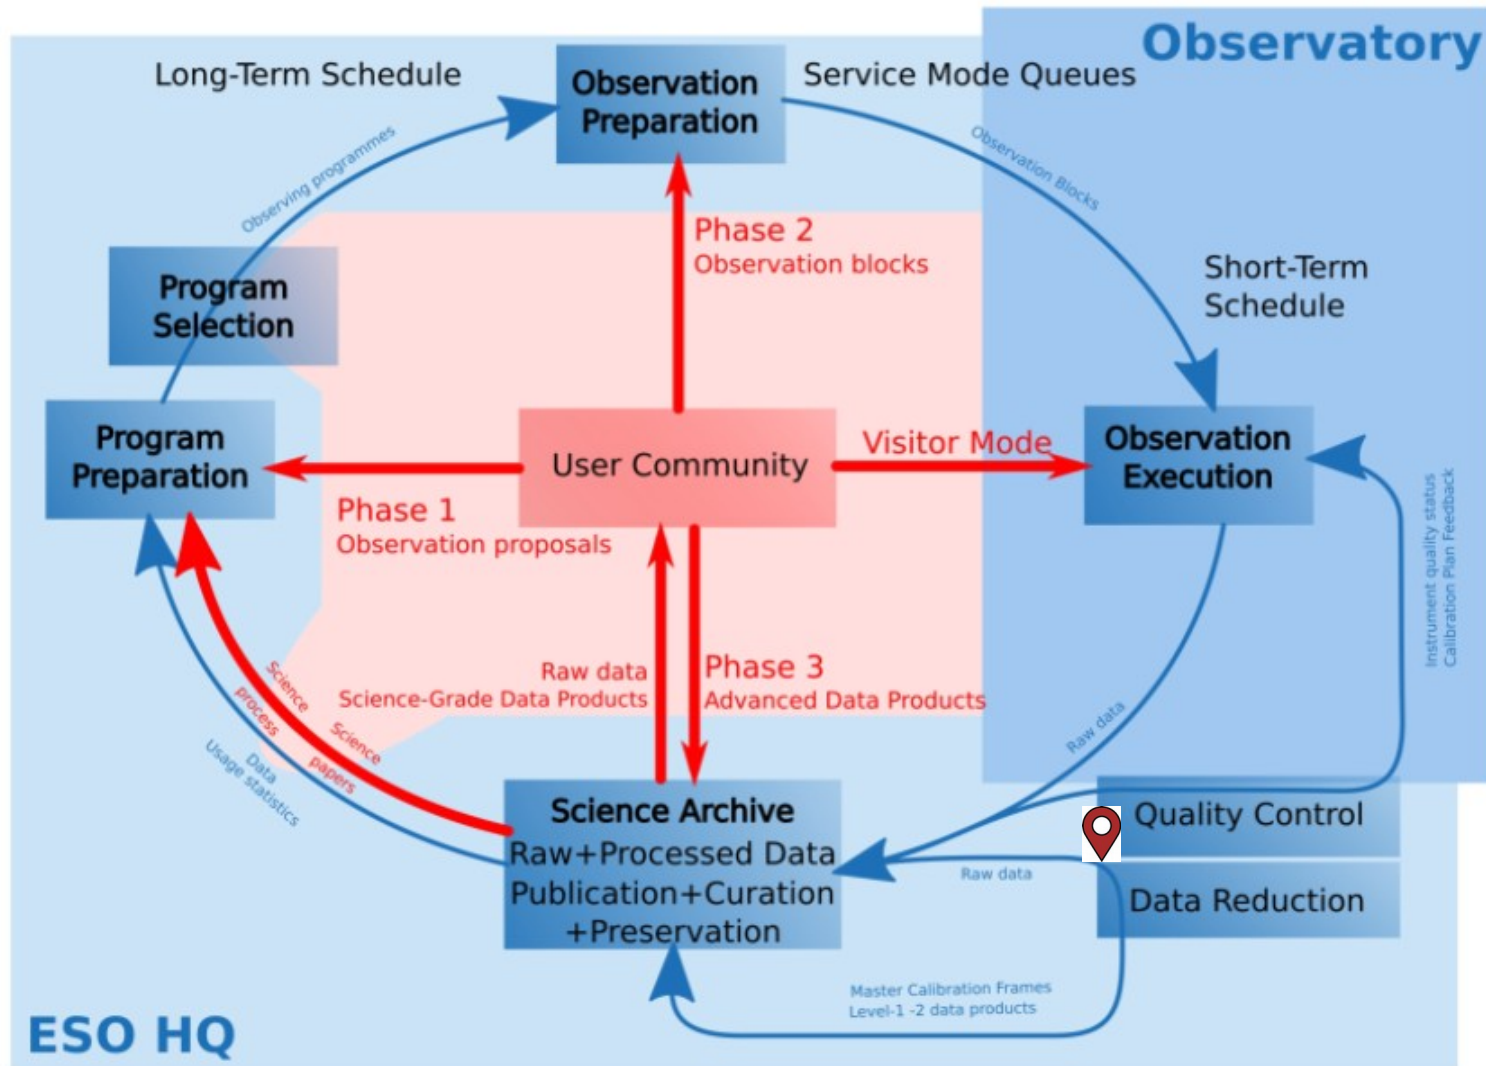 Observatory
Long-Term Schedule
Observation
Preparation
Service Mode Queues
Observing programmes
Observation Blocks
Phase 2
Observation blocks
Short-Term
Schedule
Program
Selection
Program
Preparation
User Community
Visitor Mode
Observation
Execution
Phase 1
Observation proposals
Instrument quality status
Calibration Plan Feedback
Raw data
Science-Grade Data Products
Phase 3
Advanced Data Products
Science
process
Science
papers
Data
Usage statistics
Raw data
Science Archive
Raw+Processed Data
Publication+Curation
+Preservation
Quality Control
Raw data
Data Reduction
Master Calibration Frames
Level-1 -2 data products
ESO HQ